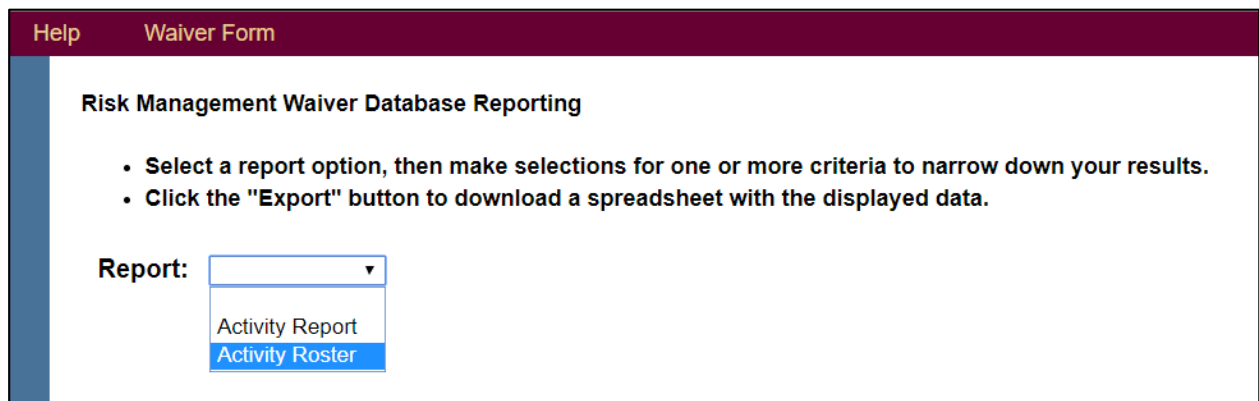 Help Waiver Form
Risk Management Waiver Database Reporting
• Select a report option, then make selections for one or more criteria to narrow down your results.
• Click the "Export" button to download a spreadsheet with the displayed data.
Report:
Activity Report
Activity Roster